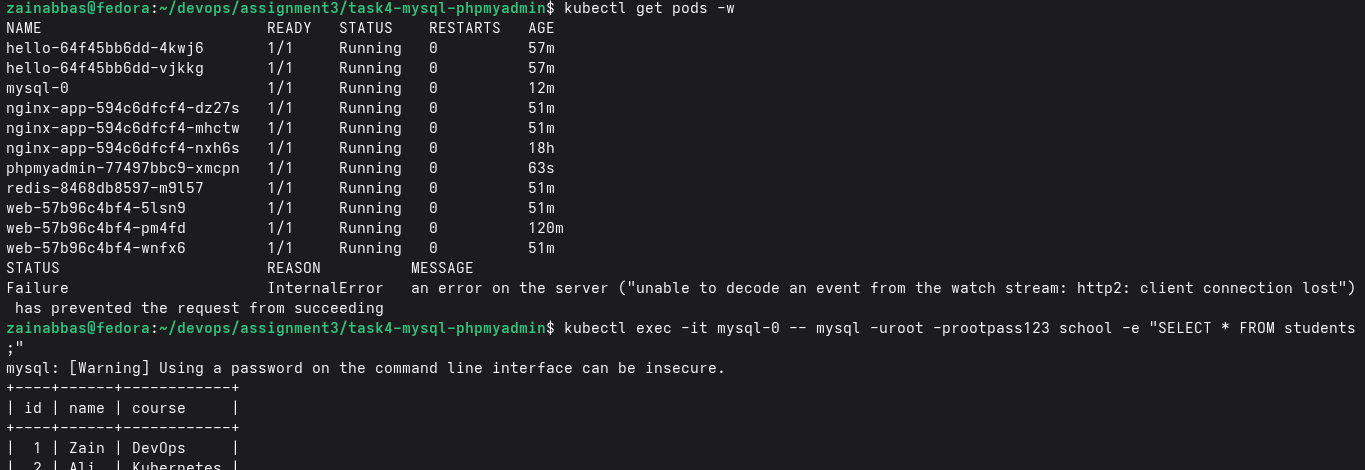 zainabbas@fedora:~/devops/assignment3/task4-mysql-phpmyadmin$ kubectl get pods -w
NAME READY STATUS RESTARTS AGE
hello-64f45bb6dd-4kwj6 1/1 Running 0 57m
hello-64f45bb6dd-vjkkg 1/1 Running 0 57m
mysql-0 1/1 Running 0 12m
nginx-app-594c6dfcf4-dz27s 1/1 Running 0 51m
nginx-app-594c6dfcf4-mhctw 1/1 Running 0 51m
nginx-app-594c6dfcf4-nxh6s 1/1 Running 0 18h
phpmyadmin-77497bbc9-xmcpn 1/1 Running 0 63s
redis-8468db8597-m9l57 1/1 Running 0 51m
web-57b96c4bf4-5lsn9 1/1 Running 0 51m
web-57b96c4bf4-pm4fd 1/1 Running 0 120m
web-57b96c4bf4-wnfx6 1/1 Running 0 51m
STATUS REASON MESSAGE
Failure InternalError an error on the server ("unable to decode an event from the watch stream: http2: client connection lost")
has prevented the request from succeeding
zainabbas@fedora:~/devops/assignment3/task4-mysql-phpmyadmin$ kubectl exec -it mysql-0 -- mysql -uroot -prootpass123 school -e "SELECT * FROM students
;"
mysql: [Warning] Using a password on the command line interface can be insecure.
+----+------+------------+
| id | name | course |
+----+------+------------+
| 1 | Zain | DevOps |
| 2 | Ali | Kubernetes |